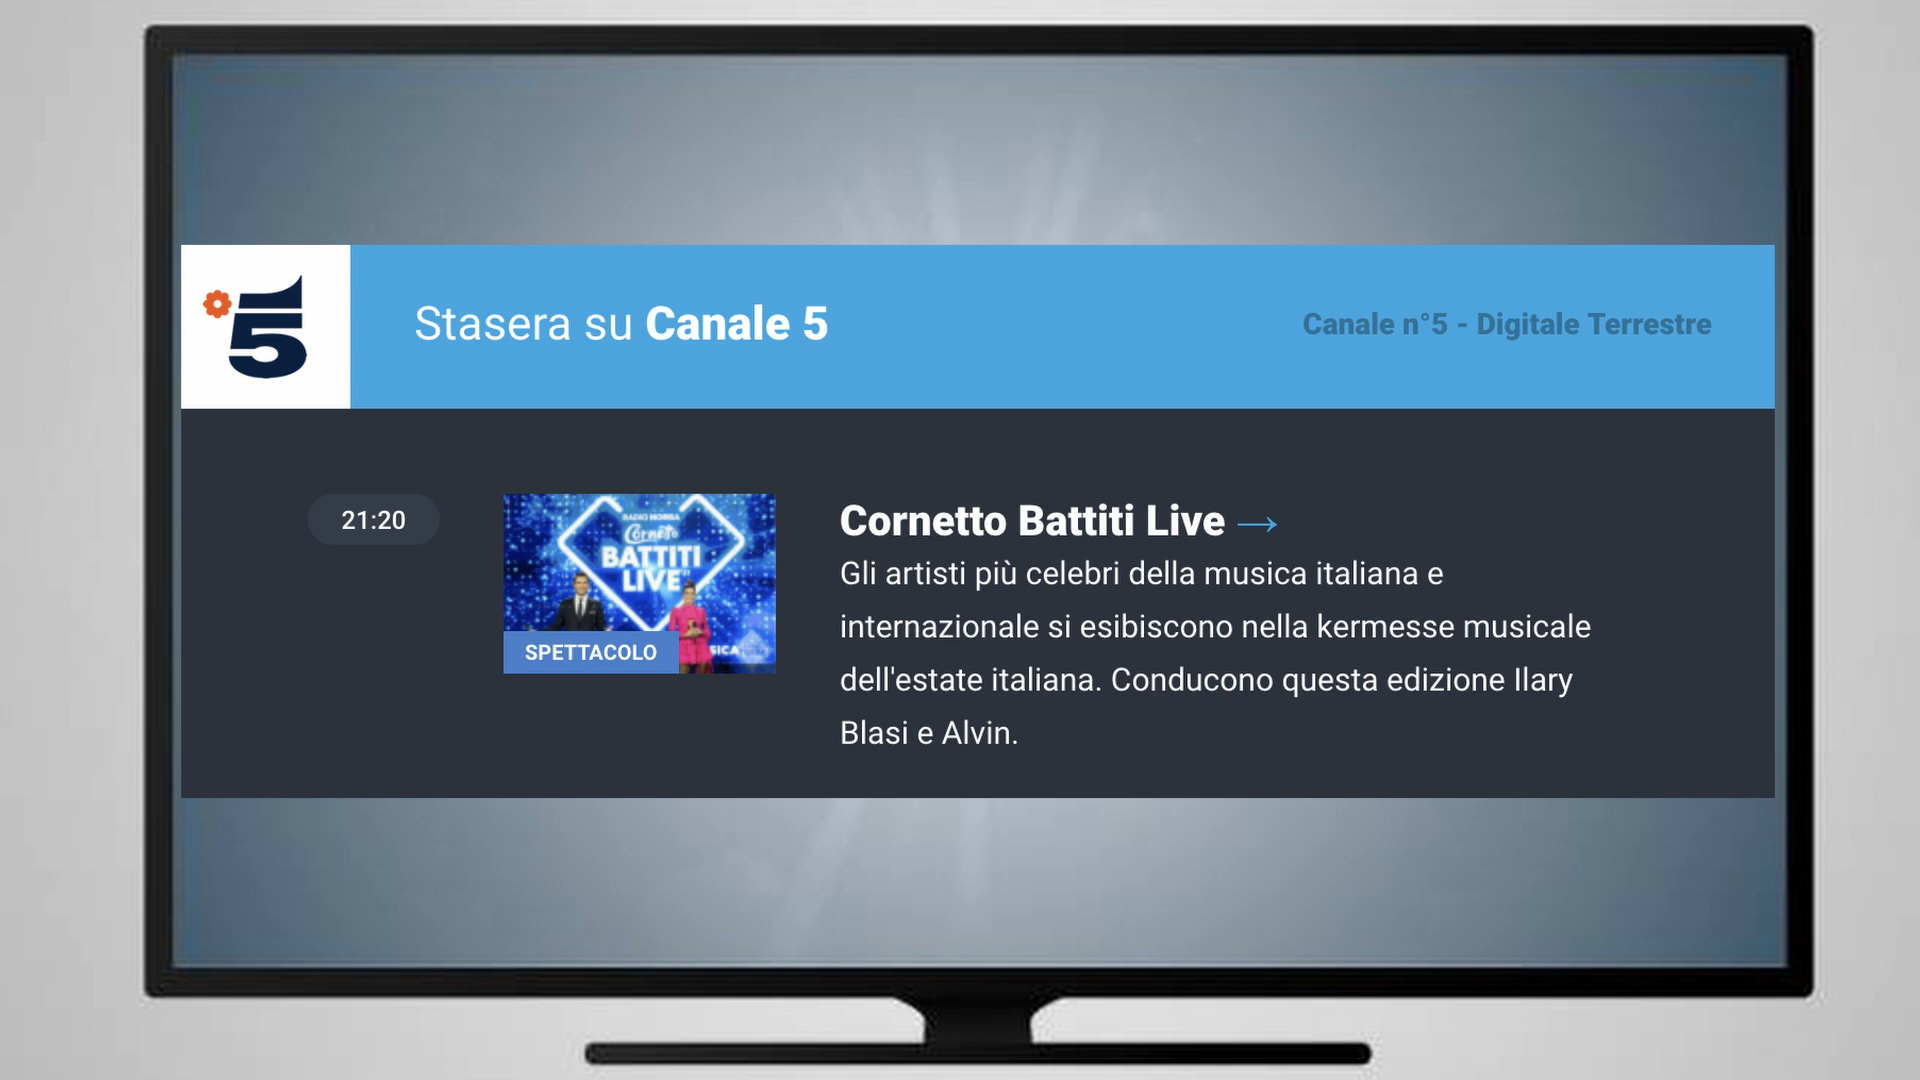 5
Stasera su Canale 5
Canale n°5 - Digitale Terrestre
21:20
RADIO NORBA
Cornetto
BATTITI
LIVE
SPETTACOLO
Cornetto Battiti Live →
Gli artisti più celebri della musica italiana e
internazionale si esibiscono nella kermesse musicale
dell'estate italiana. Conducono questa edizione Ilary
Blasi e Alvin.